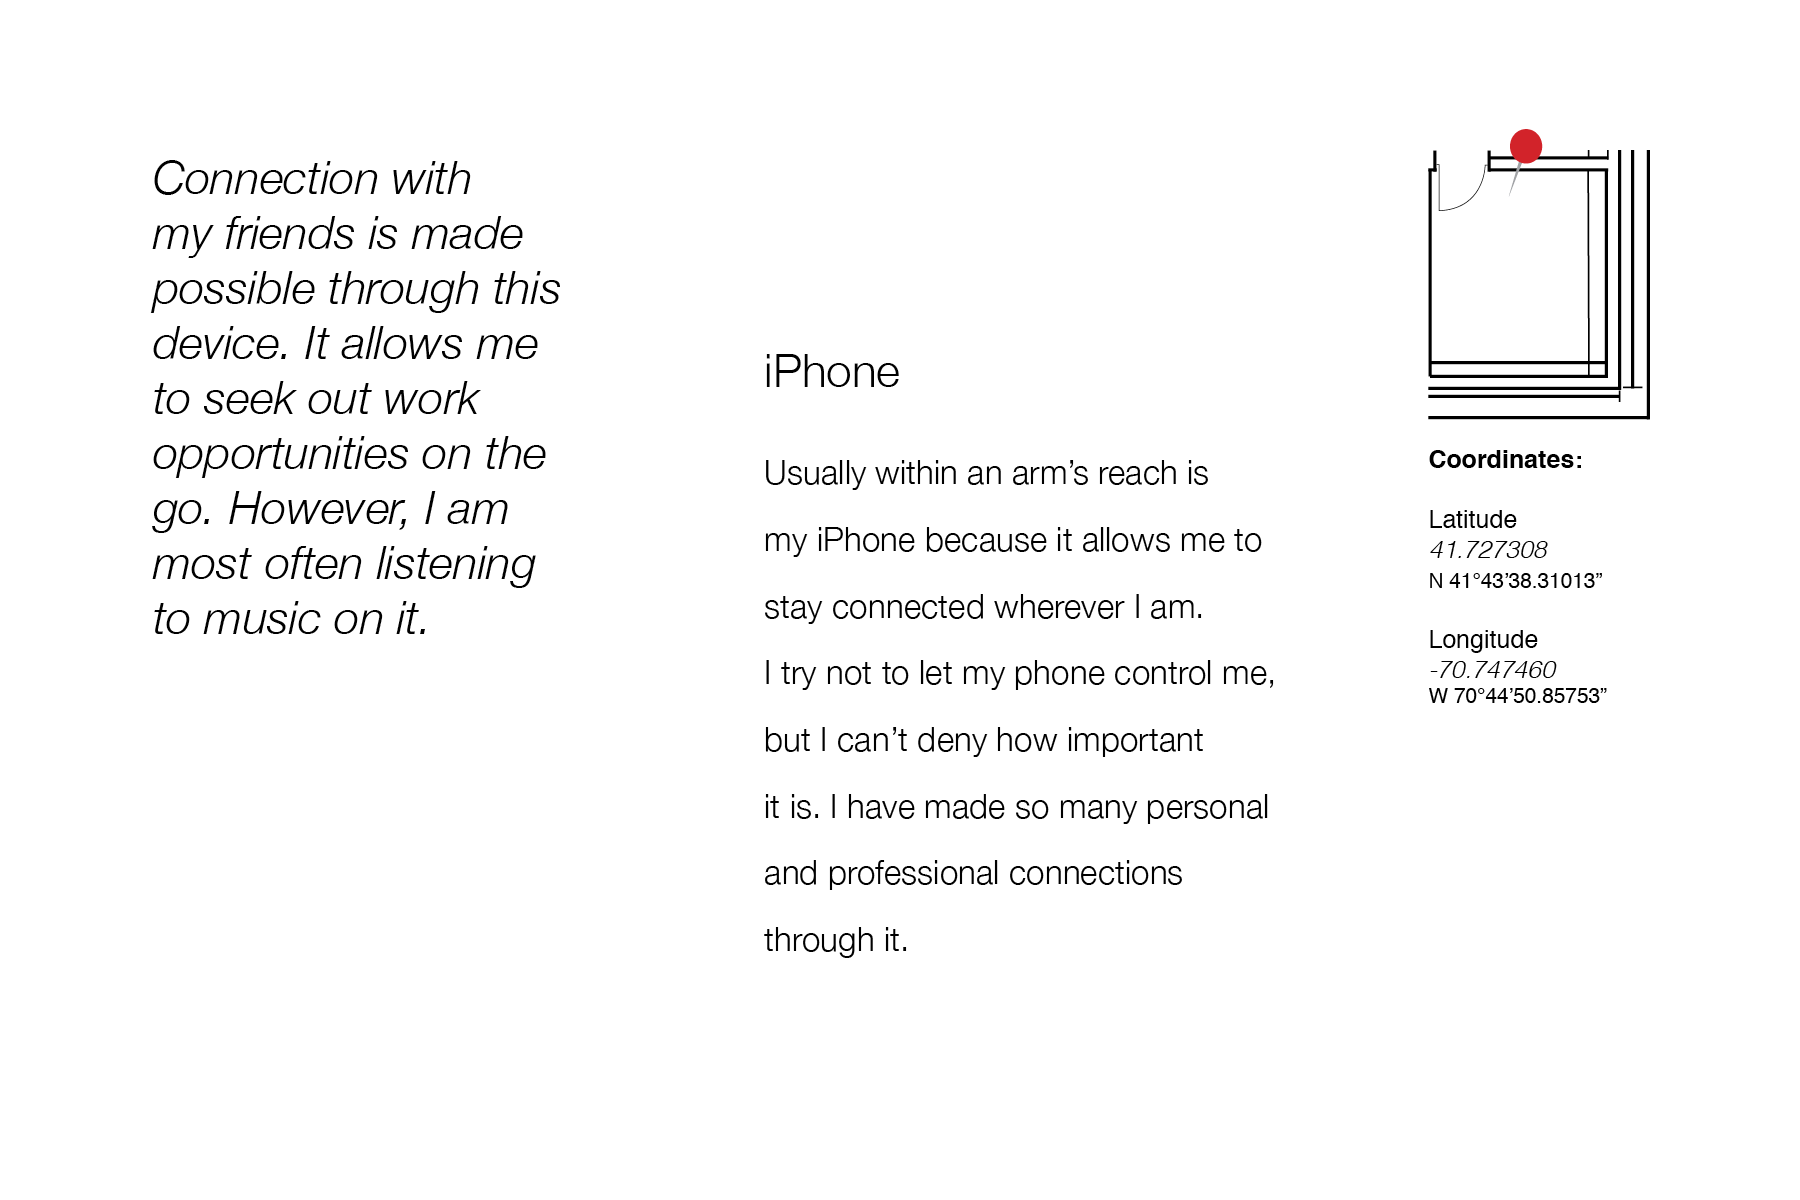 Connection with
my friends is made
possible through this
device. It allows me
to seek out work
opportunities on the
go. However, I am
most often listening
to music on it.
iPhone
Usually within an arm’s reach is
my iPhone because it allows me to
stay connected wherever I am.
I try not to let my phone control me,
but I can’t deny how important
it is. I have made so many personal
and professional connections
through it.
Coordinates:
Latitude
41.727308
N 41°43’38.31013”
Longitude
-70.747460
W 70°44’50.85753”